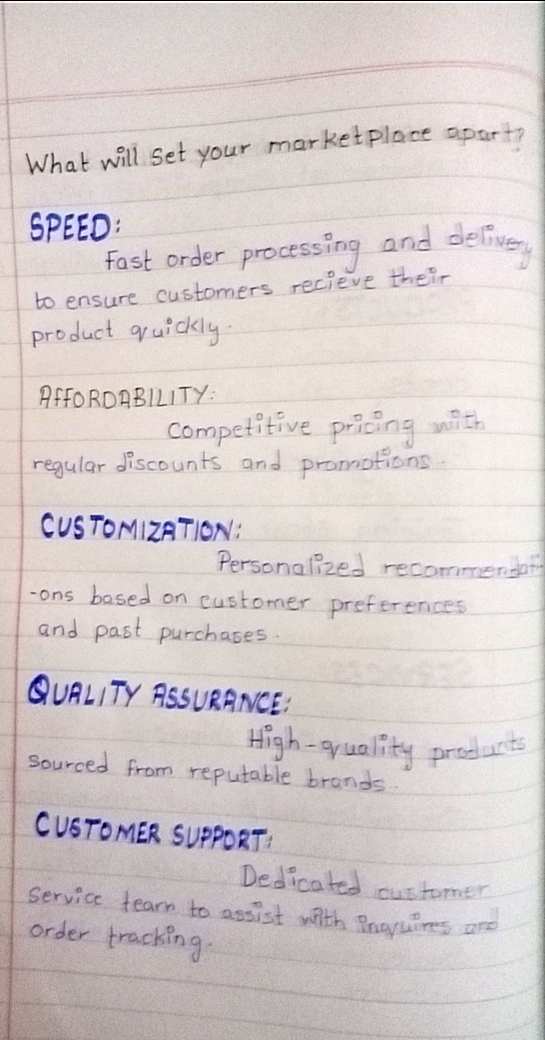 What will set your marketplace apart?
SPEED:
Fast order processing and delivery
to ensure customers recieve their
product quickly.
AFFORDABILITY:
Competitive pricing with
regular discounts and promotions.
CUSTOMIZATION:
Personalized recommendati
-ons based on customer preferences
and past purchases.
QUALITY ASSURANCE:
High-quality products
sourced from reputable brands.
CUSTOMER SUPPORT:
Dedicated customer
service team to assist with inquires and
order tracking.